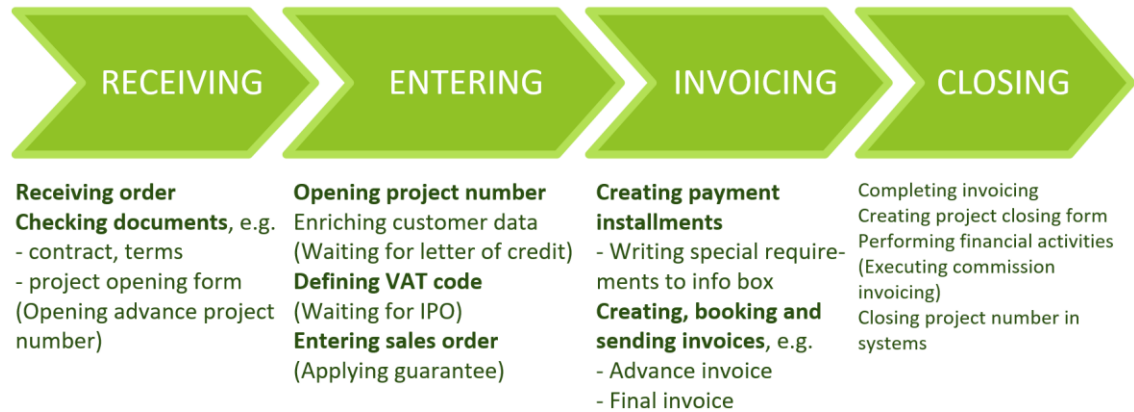 RECEIVING
ENTERING
INVOICING
CLOSING
Receiving order
Checking documents, e.g.
- contract, terms
- project opening form
(Opening advance project
number)
Opening project number
Enriching customer data
(Waiting for letter of credit)
Defining VAT code
(Waiting for IPO)
Entering sales order
(Applying guarantee)
Creating payment
installments
- Writing special require-
ments to info box
Creating, booking and
sending invoices, e.g.
- Advance invoice
- Final invoice
Completing invoicing
Creating project closing form
Performing financial activities
(Executing commission
invoicing)
Closing project number in
systems